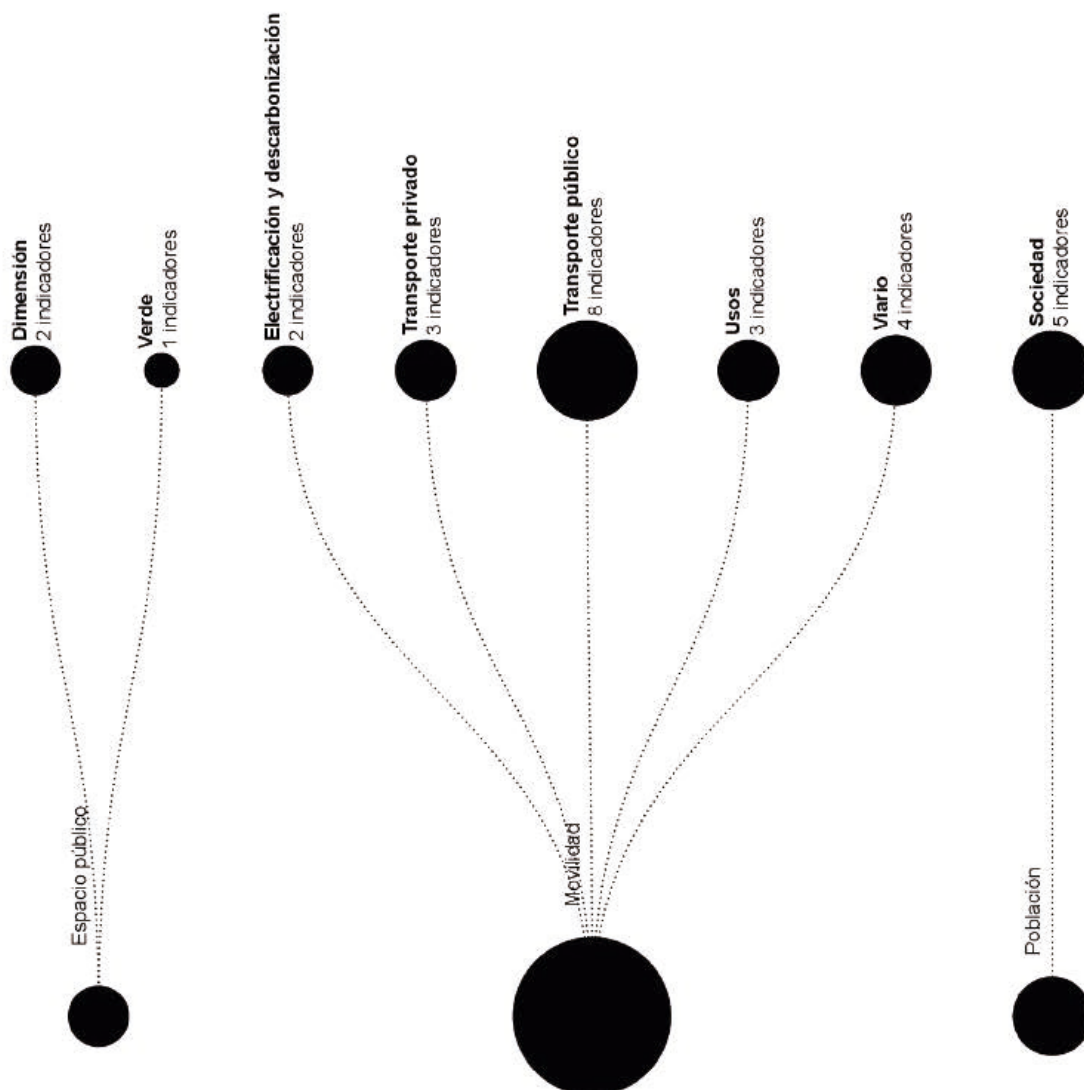 Dimensión
2 indicadores
Verde
1 indicadores
Electrificación y descarbonización
2 indicadores
Transporte privado
3 indicadores
Transporte público
8 indicadores
Usos
3 indicadores
Viario
4 indicadores
Sociedad
5 indicadores
Espacio público
Movilidad
Población